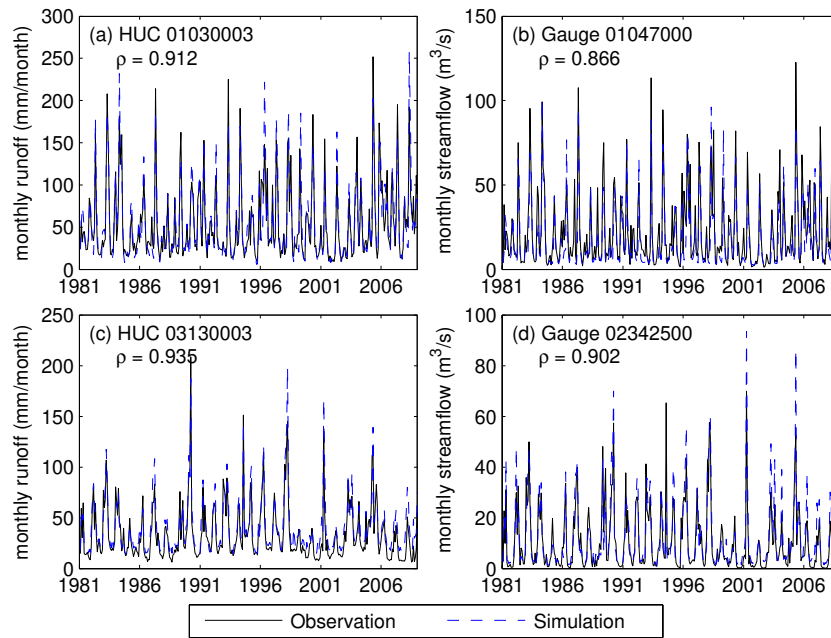 (a) HUC 01030003
ρ = 0.912
monthly runoff (mm/month)
300
250
200
150
100
50
0
1981 1986 1991 1996 2001 2006
(b) Gauge 01047000
ρ = 0.866
monthly streamflow (m³/s)
150
100
50
0
1981 1986 1991 1996 2001 2006
(c) HUC 03130003
ρ = 0.935
monthly runoff (mm/month)
250
200
150
100
50
0
1981 1986 1991 1996 2001 2006
(d) Gauge 02342500
ρ = 0.902
monthly streamflow (m³/s)
100
80
60
40
20
0
1981 1986 1991 1996 2001 2006
Observation Simulation